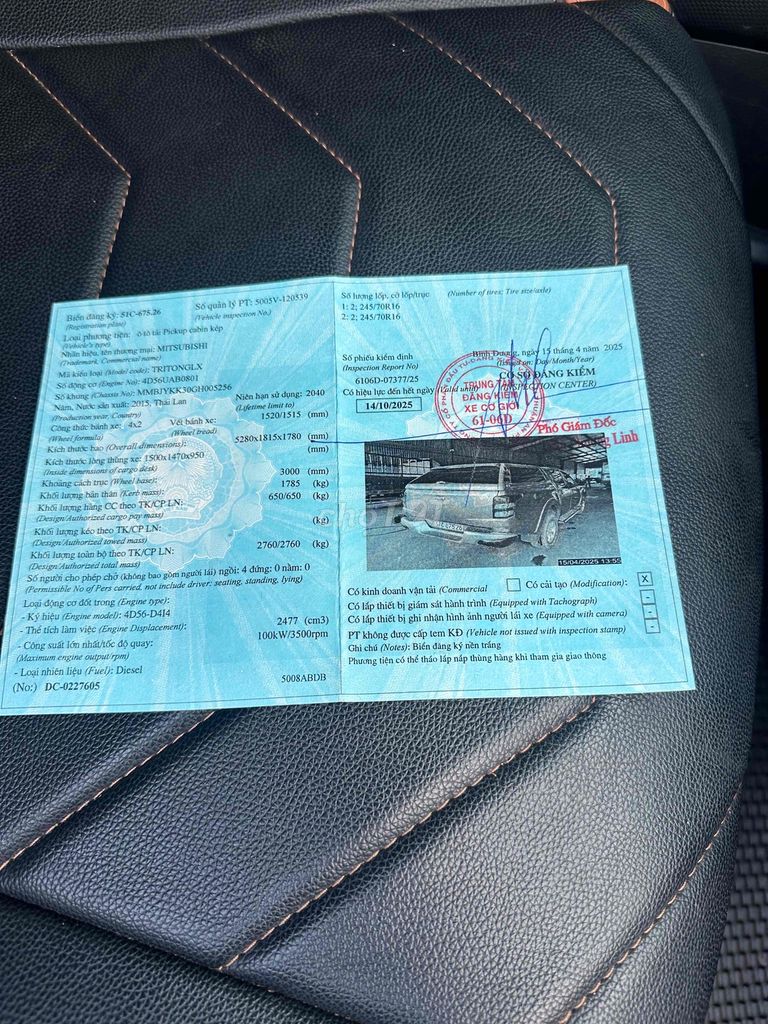 Biển đăng ký: 51C-675.26 Số quản lý PT: 5005V-120539
(Registration plate) (Vehicle inspection No.)
Loại phương tiện: ô tô tải Pickup cabin kép
(Vehicle's type)
Nhãn hiệu, tên thương mại: MITSUBISHI
(Trademark, Commercial name)
Mã kiểu loại (Model code): TRITONGLX
Số động cơ (Engine No): 4D56UAB0801
Số khung (Chassis No): MMBJYKK30GH005256
Năm, Nước sản xuất: 2015, Thái Lan Niên hạn sử dụng: 2040
(Production year, Country) (Lifetime limit to)
Công thức bánh xe: 4x2 Vết bánh xe: 1520/1515 (mm)
(Wheel formula) (Wheel tread)
Kích thước bao (Overall dimensions): 5280x1815x1780 (mm)
Kích thước lòng thùng xe: 1500x1470x950 (mm)
(Inside dimensions of cargo desk)
Khoảng cách trục (Wheel base): 3000 (mm)
Khối lượng bản thân (Kerb mass): 1785 (kg)
Khối lượng hàng CC theo TK/CP LN: 650/650 (kg)
(Design/Authorized cargo pay mass)
Khối lượng kéo theo TK/CP LN: (kg)
(Design/Authorized towed mass)
Khối lượng toàn bộ theo TK/CP LN: 2760/2760 (kg)
(Design/Authorized total mass)
Số người cho phép chở (không bao gồm người lái) ngồi: 4 đứng: 0 nằm: 0
(Permissible No of Pers carried, not include driver: seating, standing, lying)
Loại động cơ đốt trong (Engine type):
- Ký hiệu (Engine model): 4D56-D4J4
- Thể tích làm việc (Engine Displacement): 2477 (cm3)
- Công suất lớn nhất/tốc độ quay: 100kW/3500rpm
(Maximum engine output/rpm)
- Loại nhiên liệu (Fuel): Diesel
(No:) DC-0227605 5008ABDB
Số lượng lốp, cỡ lốp/trục (Number of tires; Tire size/axle)
1: 2; 245/70R16
2: 2; 245/70R16
Bình Dương, ngày 15 tháng 4 năm 2025
(Issued on: Day/Month/Year)
Số phiếu kiểm định CƠ SỞ ĐĂNG KIỂM
(Inspection Report No) (INSPECTION CENTER)
6106D-07377/25
Có hiệu lực đến hết ngày (Valid until)
14/10/2025
TRUNG TÂM
ĐĂNG KIỂM
XE CƠ GIỚI
61-06D
Phó Giám Đốc
Linh
15/04/2025 13:55
Có kinh doanh vận tải (Commercial Có cải tạo (Modification): X
Có lắp thiết bị giám sát hành trình (Equipped with Tachograph) -
Có lắp thiết bị ghi nhận hình ảnh người lái xe (Equipped with camera) -
PT không được cấp tem KĐ (Vehicle not issued with inspection stamp) -
Ghi chú (Notes): Biển đăng ký nền trắng
Phương tiện có thể tháo lắp nắp thùng hàng khi tham gia giao thông